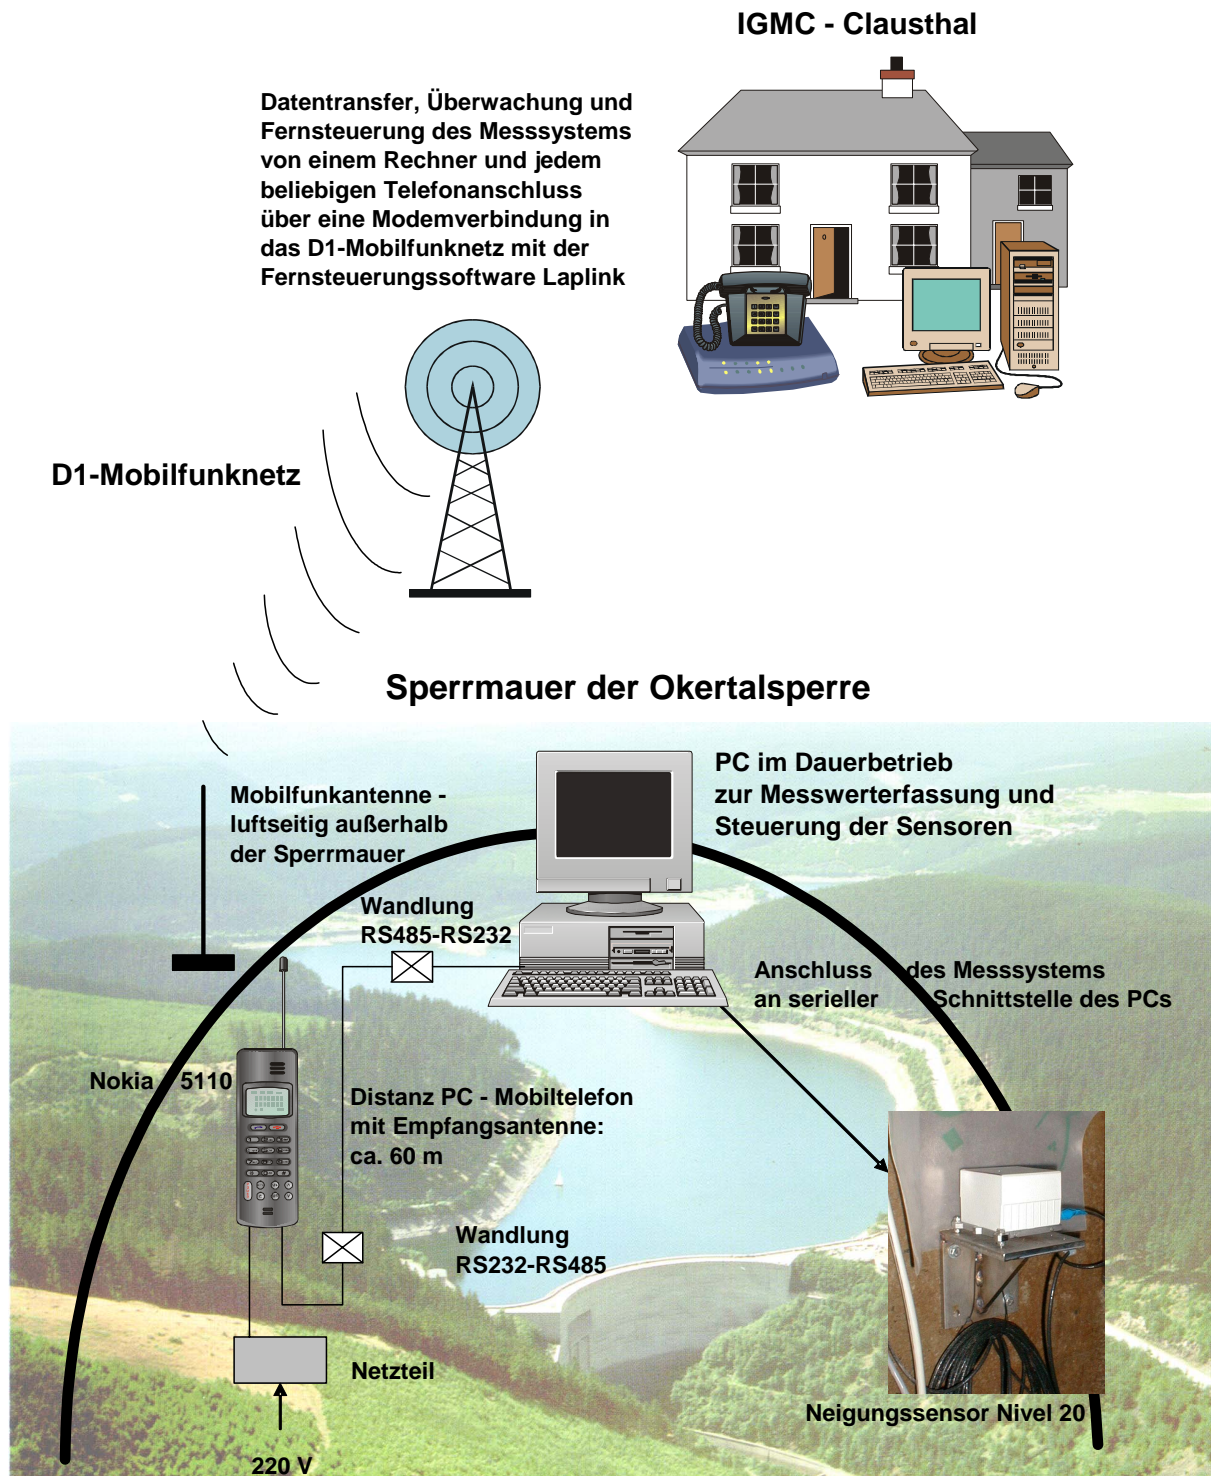 IGMC - Clausthal
Datentransfer, Überwachung und
Fernsteuerung des Messsystems
von einem Rechner und jedem
beliebigen Telefonanschluss
über eine Modemverbindung in
das D1-Mobilfunknetz mit der
Fernsteuerungssoftware Laplink
D1-Mobilfunknetz
Sperrmauer der Okertalsperre
PC im Dauerbetrieb
zur Messwerterfassung und
Steuerung der Sensoren
Mobilfunkantenne -
luftseitig außerhalb
der Sperrmauer
Wandlung
RS485-RS232
Anschluss des Messsystems
an serieller Schnittstelle des PCs
Nokia 5110
Distanz PC - Mobiltelefon
mit Empfangsantenne:
ca. 60 m
Wandlung
RS232-RS485
Netzteil
Neigungssensor Nivel 20
220 V